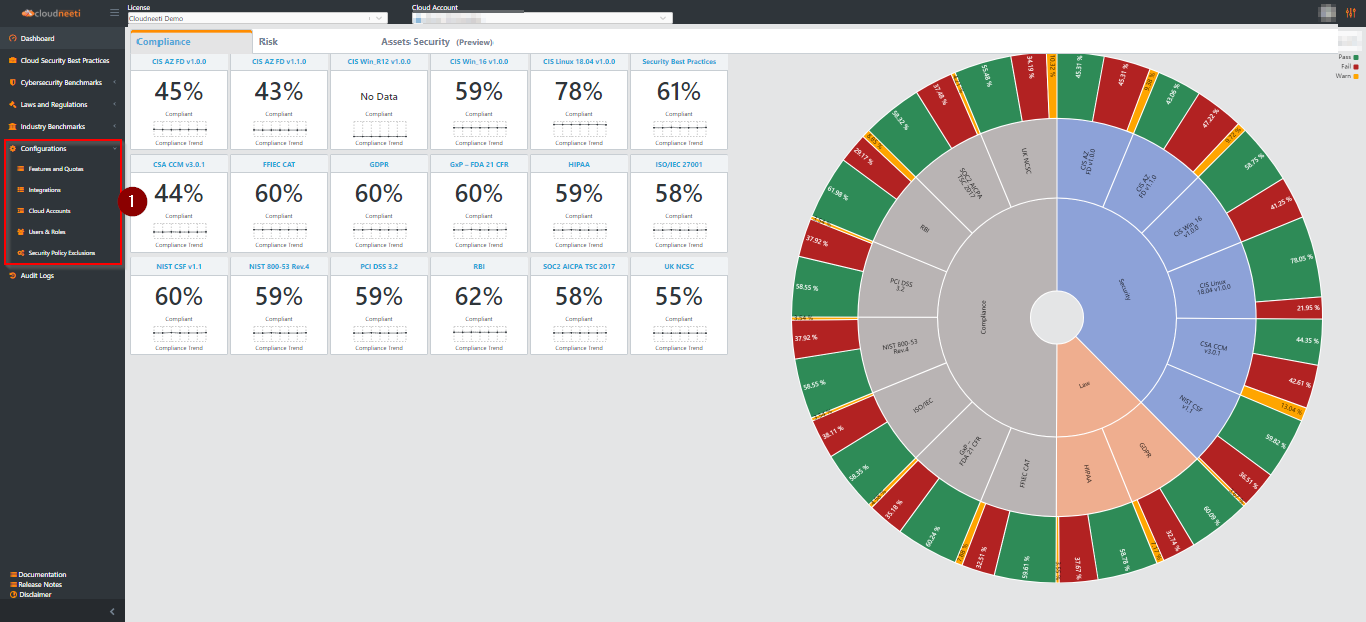 cloudneeti
License
Cloudneeti Demo
Cloud Account
Dashboard
Cloud Security Best Practices
Cybersecurity Benchmarks
Laws and Regulations
Industry Benchmarks
Configurations
Features and Quotas
Integrations
Cloud Accounts
Users & Roles
Security Policy Exclusions
Audit Logs
Documentation
Release Notes
Disclaimer
1
Compliance
Risk
Assets Security (Preview)
CIS AZ FD v1.0.0
45%
Compliant
Compliance Trend
CIS AZ FD v1.1.0
43%
Compliant
Compliance Trend
CIS Win_R12 v1.0.0
No Data
Compliance Trend
CIS Win_16 v1.0.0
59%
Compliant
Compliance Trend
CIS Linux 18.04 v1.0.0
78%
Compliant
Compliance Trend
Security Best Practices
61%
Compliant
Compliance Trend
CSA CCM v3.0.1
44%
Compliant
Compliance Trend
FFIEC CAT
60%
Compliant
Compliance Trend
GDPR
60%
Compliant
Compliance Trend
GxP – FDA 21 CFR
60%
Compliant
Compliance Trend
HIPAA
59%
Compliant
Compliance Trend
ISO/IEC 27001
58%
Compliant
Compliance Trend
NIST CSF v1.1
60%
Compliant
Compliance Trend
NIST 800-53 Rev.4
59%
Compliant
Compliance Trend
PCI DSS 3.2
59%
Compliant
Compliance Trend
RBI
62%
Compliant
Compliance Trend
SOC2 AICPA TSC 2017
58%
Compliant
Compliance Trend
UK NCSC
55%
Compliant
Compliance Trend
Pass
Fail
Warn
Security
Law
Compliance
CIS AZ
FD v1.0.0
CIS AZ
FD v1.1.0
CIS Win_16
v1.0.0
CIS Linux
18.04 v1.0.0
CSA CCM
v3.0.1
NIST CSF
v1.1
GDPR
HIPAA
FFIEC CAT
GxP –
FDA 21 CFR
ISO/IEC
NIST 800-53
Rev.4
PCI DSS
3.2
RBI
SOC2 AICPA
TSC 2017
UK NCSC
45.31 %
45.31 %
43.06 %
47.22 %
58.75 %
41.25 %
78.05 %
21.95 %
44.35 %
42.61 %
13.04 %
59.82 %
36.51 %
60.09 %
32.74 %
58.78 %
37.67 %
59.61 %
32.51 %
60.24 %
35.18 %
58.35 %
38.11 %
58.55 %
37.92 %
3.54 %
58.55 %
37.92 %
61.98 %
29.17 %
58.32 %
37.48 %
55.48 %
34.19 %
10.32 %